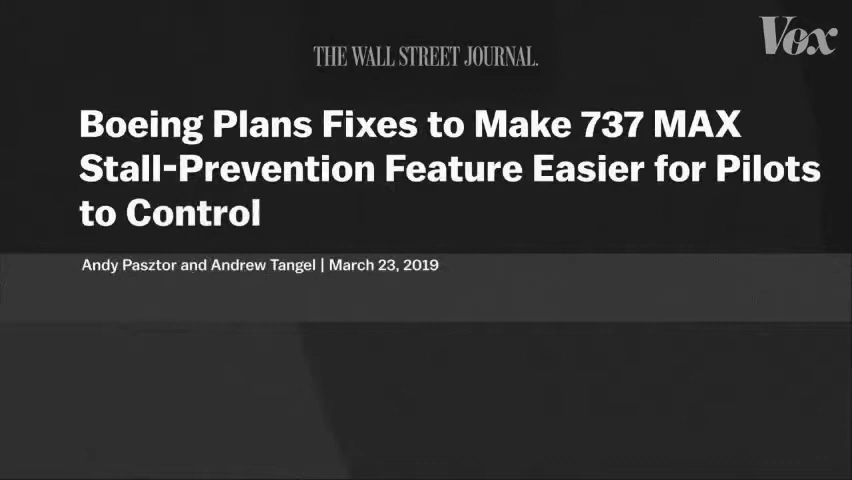 Vox
THE WALL STREET JOURNAL.
Boeing Plans Fixes to Make 737 MAX
Stall-Prevention Feature Easier for Pilots
to Control
Andy Pasztor and Andrew Tangel | March 23, 2019